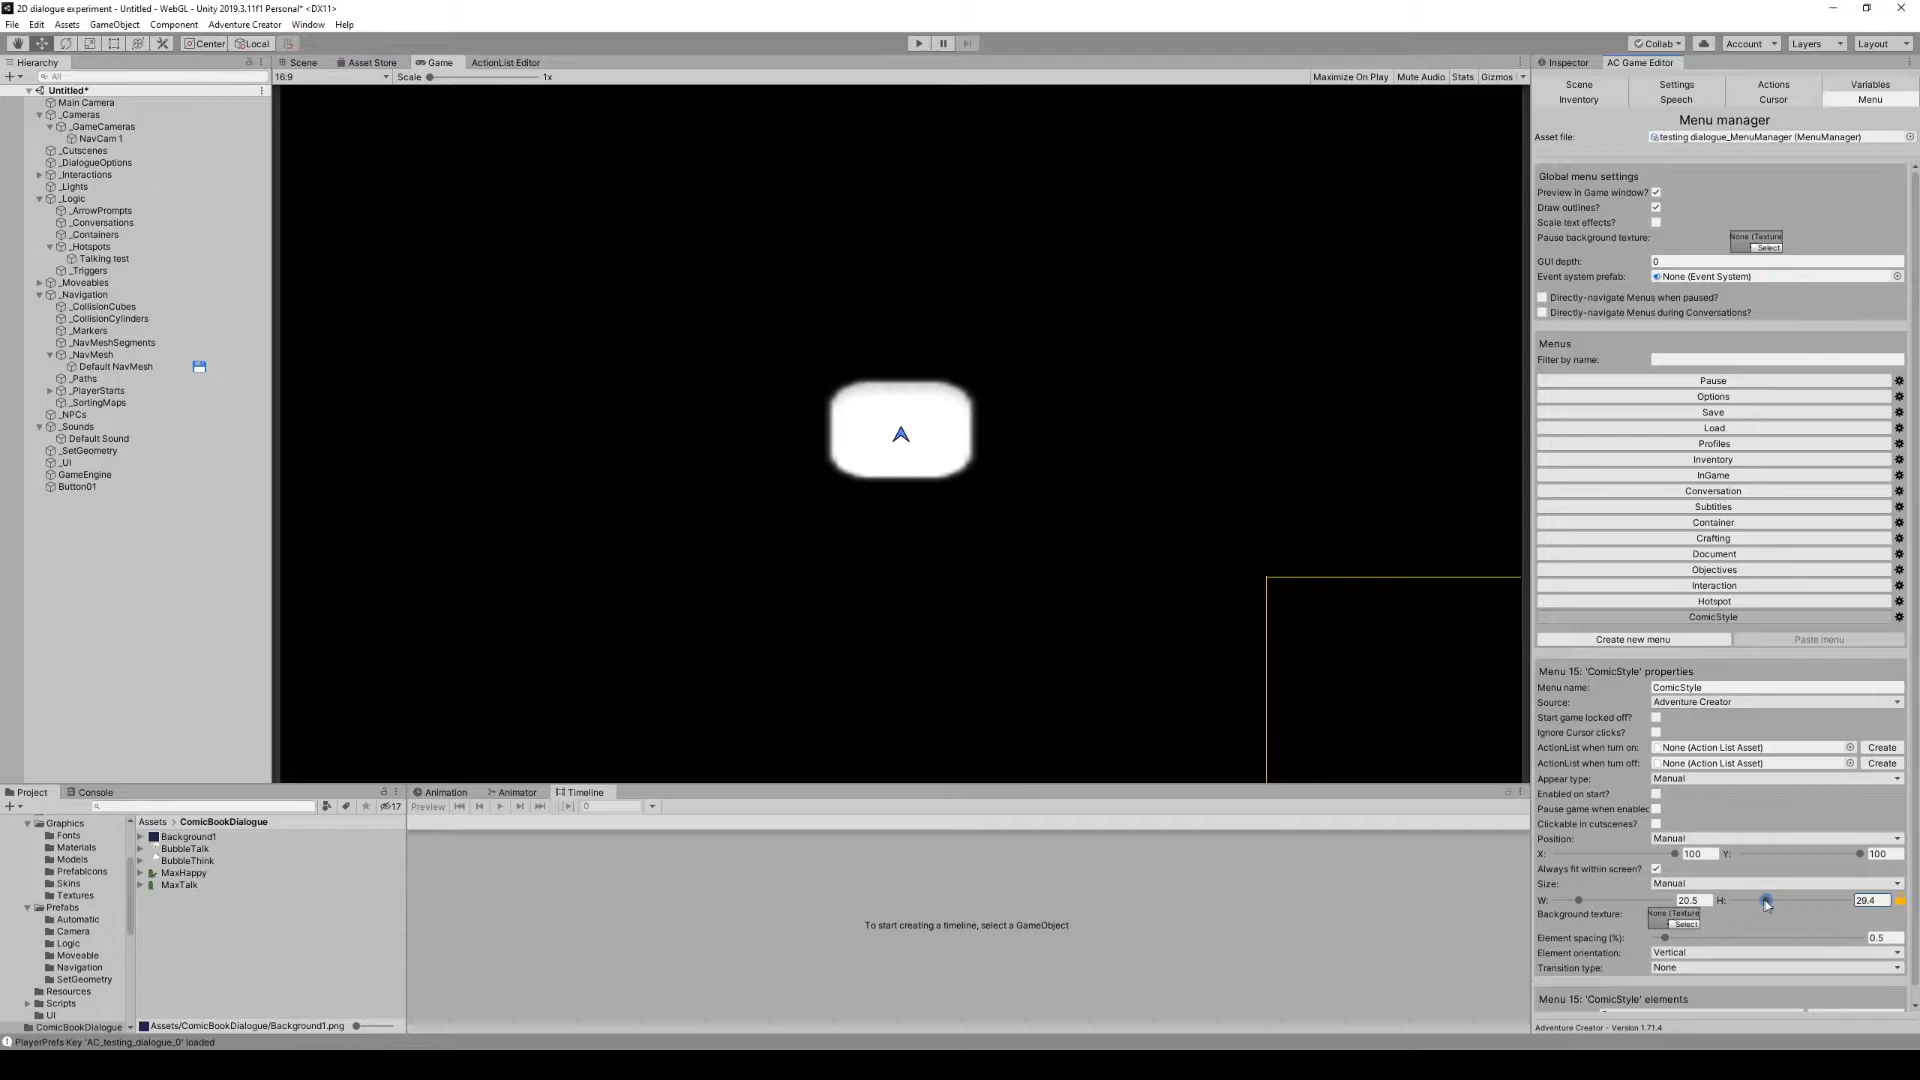 2D dialogue experiment - Untitled - WebGL - Unity 2019.3.11f1 Personal* <DX11>
File Edit Assets GameObject Component Adventure Creator Window Help
Center Local Collab Account Layers Layout
Hierarchy Scene Asset Store Game ActionList Editor Inspector AC Game Editor
All
16:9 Scale 1x Maximize On Play Mute Audio Stats Gizmos
Untitled*
Main Camera
_Cameras
_GameCameras
NavCam 1
_Cutscenes
_DialogueOptions
_Interactions
_Lights
_Logic
_ArrowPrompts
_Conversations
_Containers
_Hotspots
Talking test
_Triggers
_Moveables
_Navigation
_CollisionCubes
_CollisionCylinders
_Markers
_NavMeshSegments
_NavMesh
Default NavMesh
_Paths
_PlayerStarts
_SortingMaps
_NPCs
_Sounds
Default Sound
_SetGeometry
_UI
GameEngine
Button01
Scene Settings Actions Variables
Inventory Speech Cursor Menu
Menu manager
Asset file: testing dialogue_MenuManager (MenuManager)
Global menu settings
Preview in Game window?
Draw outlines?
Scale text effects?
Pause background texture: None (Texture
Select
GUI depth: 0
Event system prefab: None (Event System)
Directly-navigate Menus when paused?
Directly-navigate Menus during Conversations?
Menus
Filter by name:
Pause
Options
Save
Load
Profiles
Inventory
InGame
Conversation
Subtitles
Container
Crafting
Document
Objectives
Interaction
Hotspot
ComicStyle
Create new menu Paste menu
Menu 15: 'ComicStyle' properties
Menu name: ComicStyle
Source: Adventure Creator
Start game locked off?
Ignore Cursor clicks?
ActionList when turn on: None (Action List Asset) Create
ActionList when turn off: None (Action List Asset) Create
Appear type: Manual
Enabled on start?
Pause game when enabled
Clickable in cutscenes?
Position: Manual
X: 100 Y: 100
Always fit within screen?
Size: Manual
W: 20.5 H: 29.4
Background texture: None (Texture
Select
Element spacing (%): 0.5
Element orientation: Vertical
Transition type: None
Menu 15: 'ComicStyle' elements
Adventure Creator - Version 1.71.4
Project Console
17
Graphics
Fonts
Materials
Models
PrefabIcons
Skins
Textures
Prefabs
Automatic
Camera
Logic
Moveable
Navigation
SetGeometry
Resources
Scripts
UI
ComicBookDialogue
Assets > ComicBookDialogue
Background1
BubbleTalk
BubbleThink
MaxHappy
MaxTalk
Assets/ComicBookDialogue/Background1.png
Animation Animator Timeline
Preview 0
To start creating a timeline, select a GameObject
PlayerPrefs Key 'AC_testing_dialogue_0' loaded